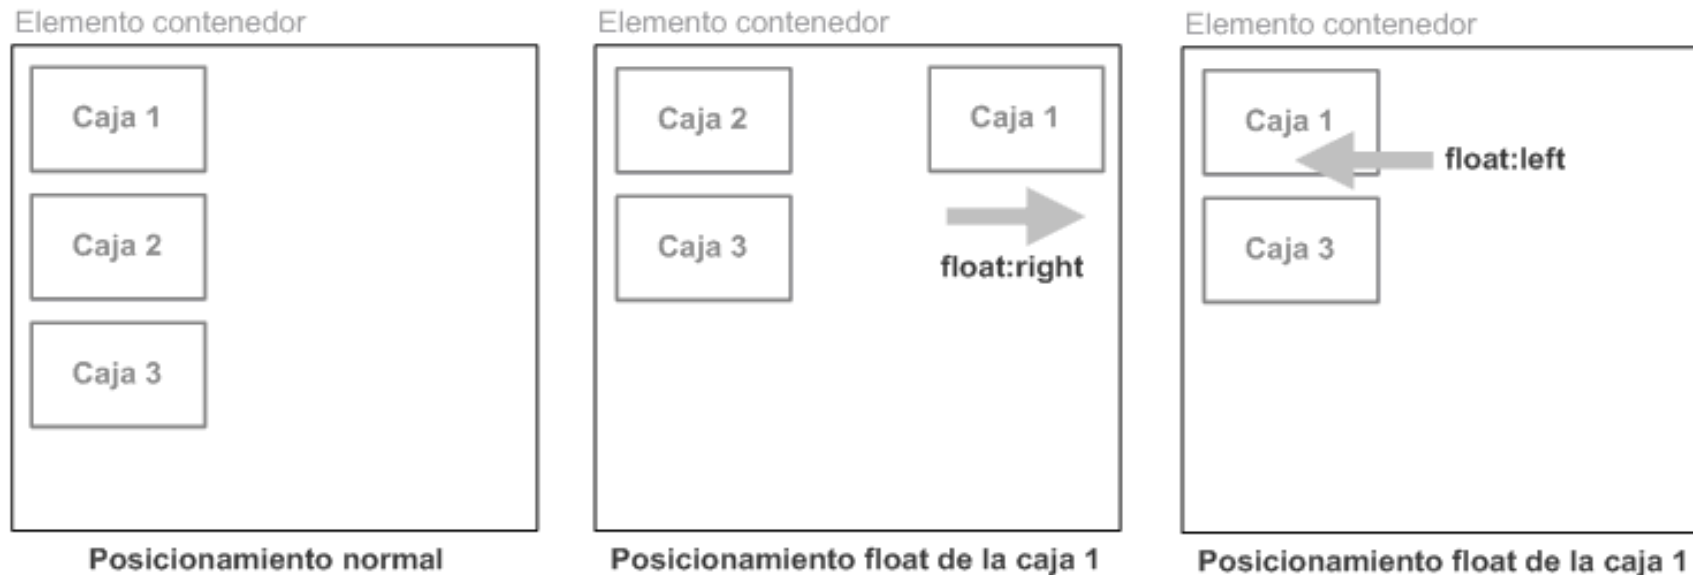 Elemento contenedor
Caja 1
Caja 2
Caja 3
Posicionamiento normal
Elemento contenedor
Caja 2
Caja 1
Caja 3
float:right
Posicionamiento float de la caja 1
Elemento contenedor
Caja 1
float:left
Caja 3
Posicionamiento float de la caja 1